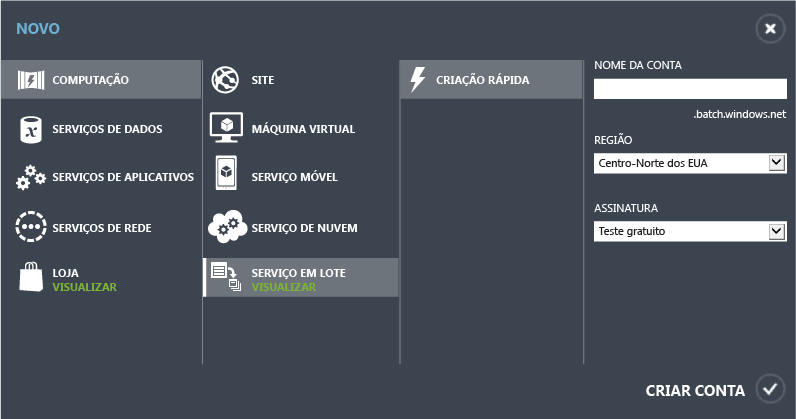 NOVO
COMPUTAÇÃO
SERVIÇOS DE DADOS
SERVIÇOS DE APLICATIVOS
SERVIÇOS DE REDE
LOJA
VISUALIZAR
SITE
MÁQUINA VIRTUAL
SERVIÇO MÓVEL
SERVIÇO DE NUVEM
SERVIÇO EM LOTE
VISUALIZAR
CRIAÇÃO RÁPIDA
NOME DA CONTA
.batch.windows.net
REGIÃO
Centro-Norte dos EUA
ASSINATURA
Teste gratuito
CRIAR CONTA